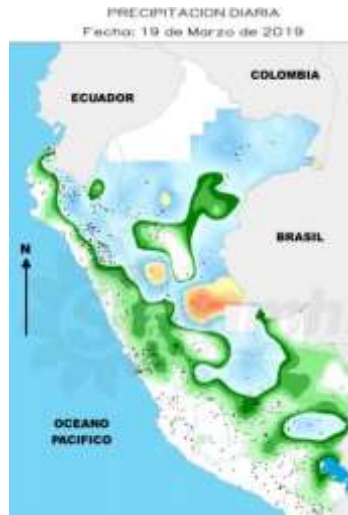 PRECIPITACION DIARIA
Fecha: 19 de Marzo de 2019
COLOMBIA
ECUADOR
BRASIL
N
OCEANO
PACIFICO